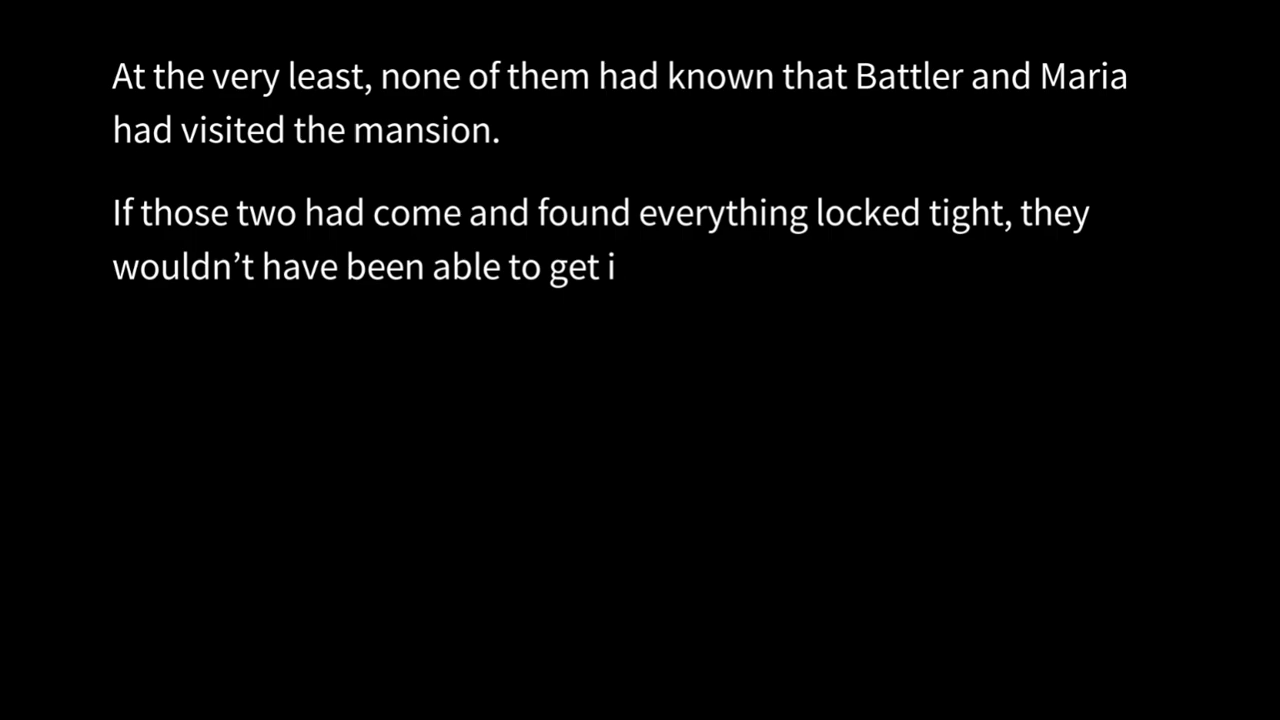 At the very least, none of them had known that Battler and Maria
had visited the mansion.
If those two had come and found everything locked tight, they
wouldn’t have been able to get i